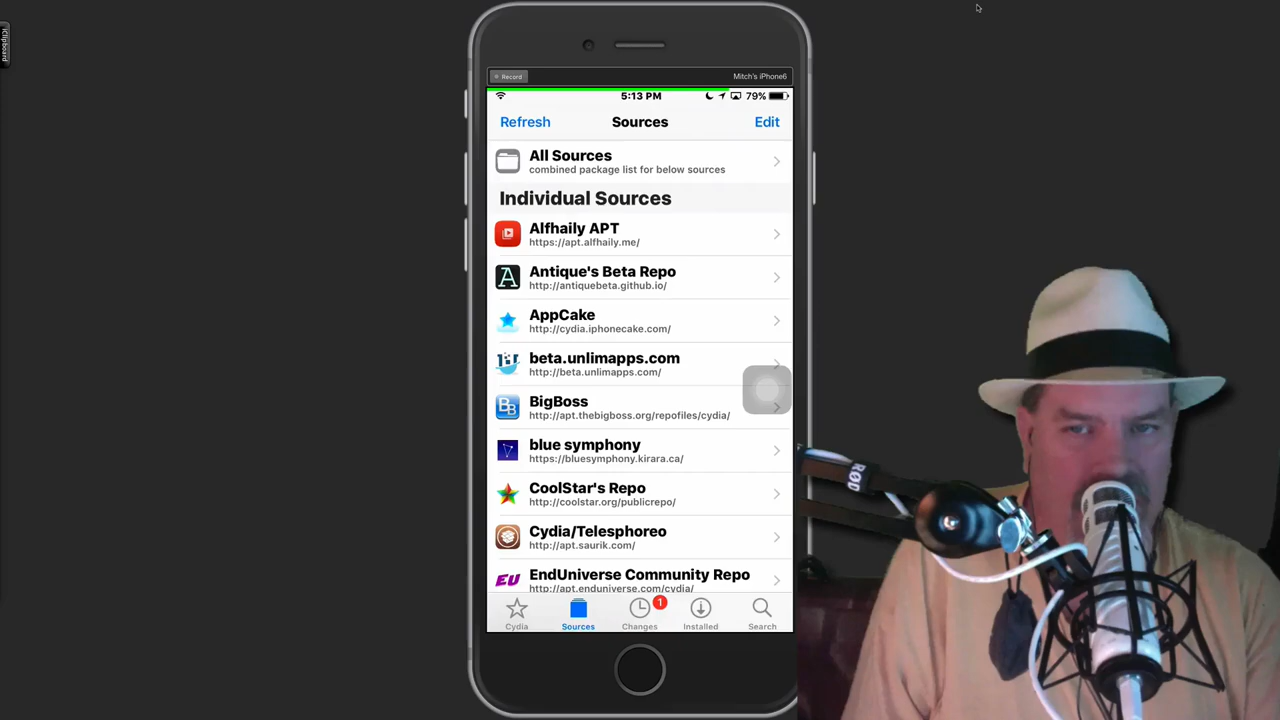 iClipboard
Record
Mitch's iPhone6
5:13 PM
79%
Refresh
Sources
Edit
All Sources
combined package list for below sources
Individual Sources
Alfhaily APT
https://apt.alfhaily.me/
Antique's Beta Repo
http://antiquebeta.github.io/
AppCake
http://cydia.iphonecake.com/
beta.unlimapps.com
http://beta.unlimapps.com/
BigBoss
http://apt.thebigboss.org/repofiles/cydia/
blue symphony
https://bluesymphony.kirara.ca/
CoolStar's Repo
http://coolstar.org/publicrepo/
Cydia/Telesphoreo
http://apt.saurik.com/
EndUniverse Community Repo
http://apt.enduniverse.com/cydia/
Cydia
Sources
Changes
1
Installed
Search
A
BB
EU
RØD